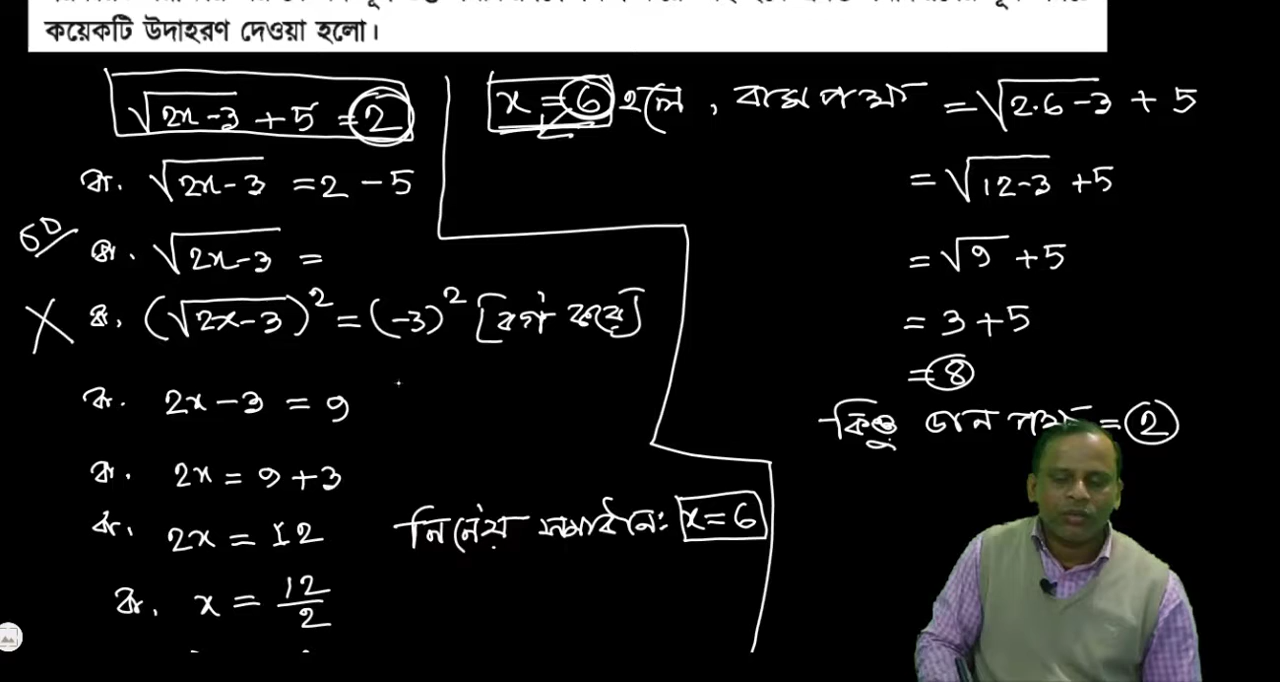 কয়েকটি উদাহরণ দেওয়া হলো।
√(2x-3) + 5 = 2
বা. √(2x-3) = 2 - 5
বা. √(2x-3) =
বা. (√(2x-3))² = (-3)² [বর্গ করে]
বা. 2x - 3 = 9
বা. 2x = 9 + 3
বা. 2x = 12
বা. x = 12/2
নির্ণেয় সমাধান: x = 6
x = 6 হলে, বামপক্ষ = √(2·6-3) + 5
= √(12-3) + 5
= √9 + 5
= 3 + 5
= 8
কিন্তু ডানপক্ষ = 2